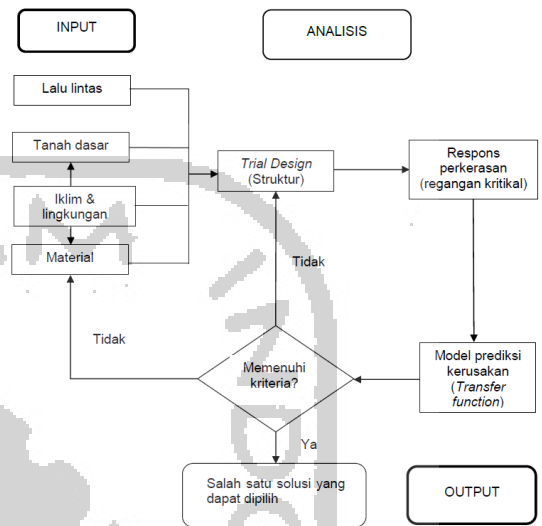 INPUT
ANALISIS
Lalu lintas
Tanah dasar
Iklim &
lingkungan
Material
Trial Design
(Struktur)
Respons
perkerasan
(regangan kritikal)
Tidak
Tidak
Memenuhi
kriteria?
Model prediksi
kerusakan
(Transfer
function)
Ya
Salah satu solusi yang
dapat dipilih
OUTPUT